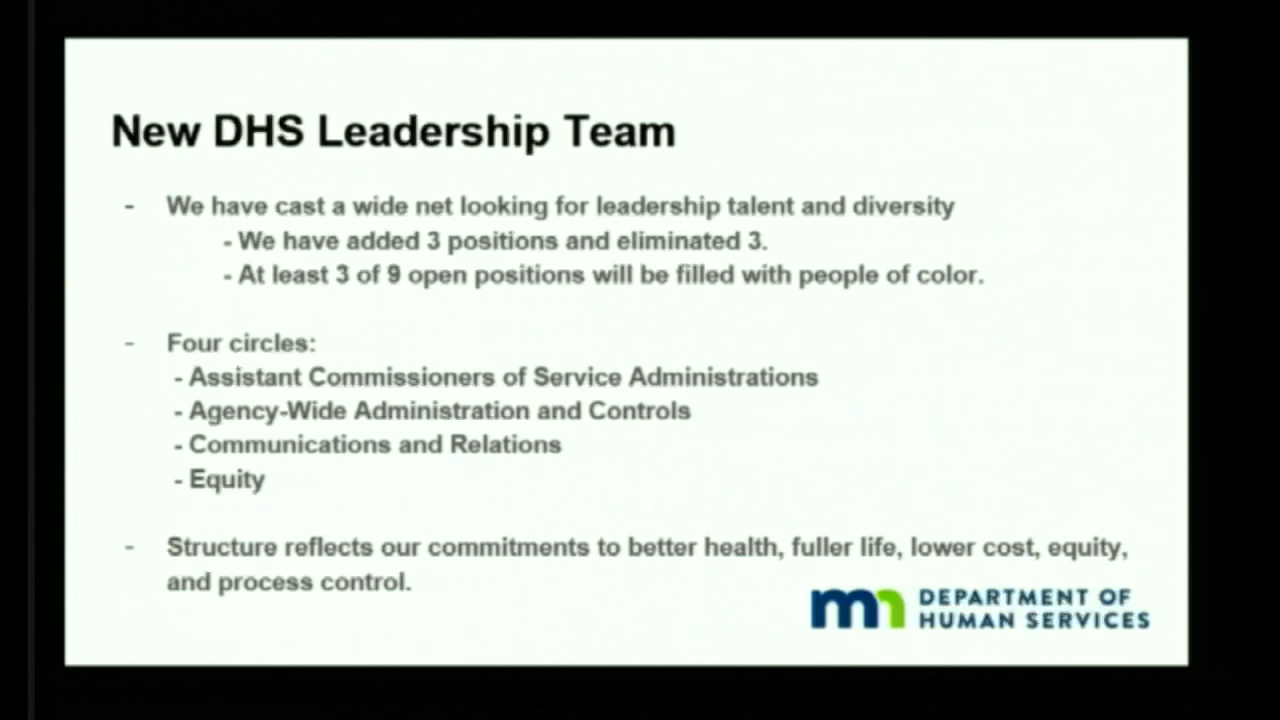 New DHS Leadership Team
- We have cast a wide net looking for leadership talent and diversity
- We have added 3 positions and eliminated 3.
- At least 3 of 9 open positions will be filled with people of color.
- Four circles:
- Assistant Commissioners of Service Administrations
- Agency-Wide Administration and Controls
- Communications and Relations
- Equity
- Structure reflects our commitments to better health, fuller life, lower cost, equity,
and process control.
mn DEPARTMENT OF
HUMAN SERVICES